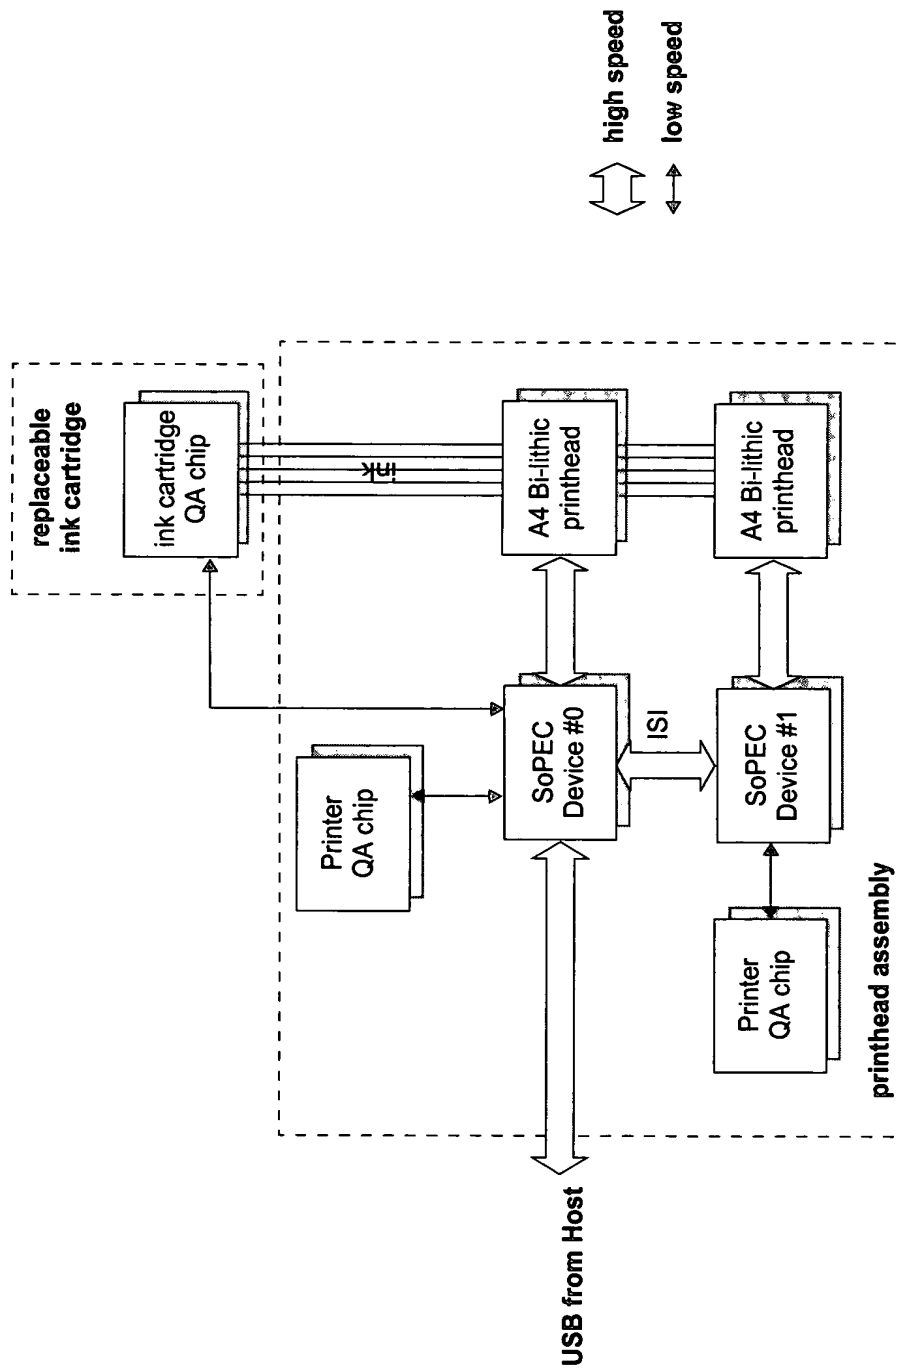 replaceable
ink cartridge
ink cartridge
QA chip
ink
Printer
QA chip
SoPEC
Device #0
A4 Bi-lithic
printhead
USB from Host
ISI
Printer
QA chip
SoPEC
Device #1
A4 Bi-lithic
printhead
printhead assembly
high speed
low speed